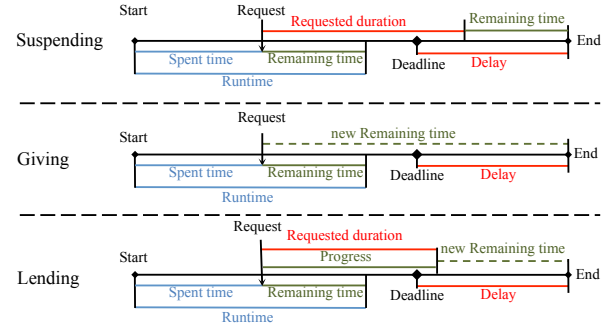 Start
Request
Requested duration
Remaining time
Suspending
End
Spent time
Remaining time
Deadline
Delay
Runtime
Request
new Remaining time
Giving
Start
End
Spent time
Remaining time
Deadline
Delay
Runtime
Request
Requested duration
Start
Progress
new Remaining time
Lending
End
Spent time
Remaining time
Deadline
Delay
Runtime